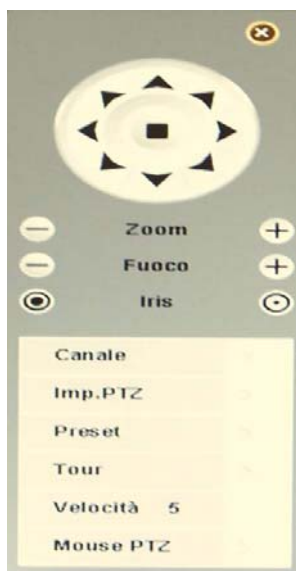 Zoom
Fuoco
Iris
Canale
Imp.PTZ
Preset
Tour
Velocità 5
Mouse PTZ